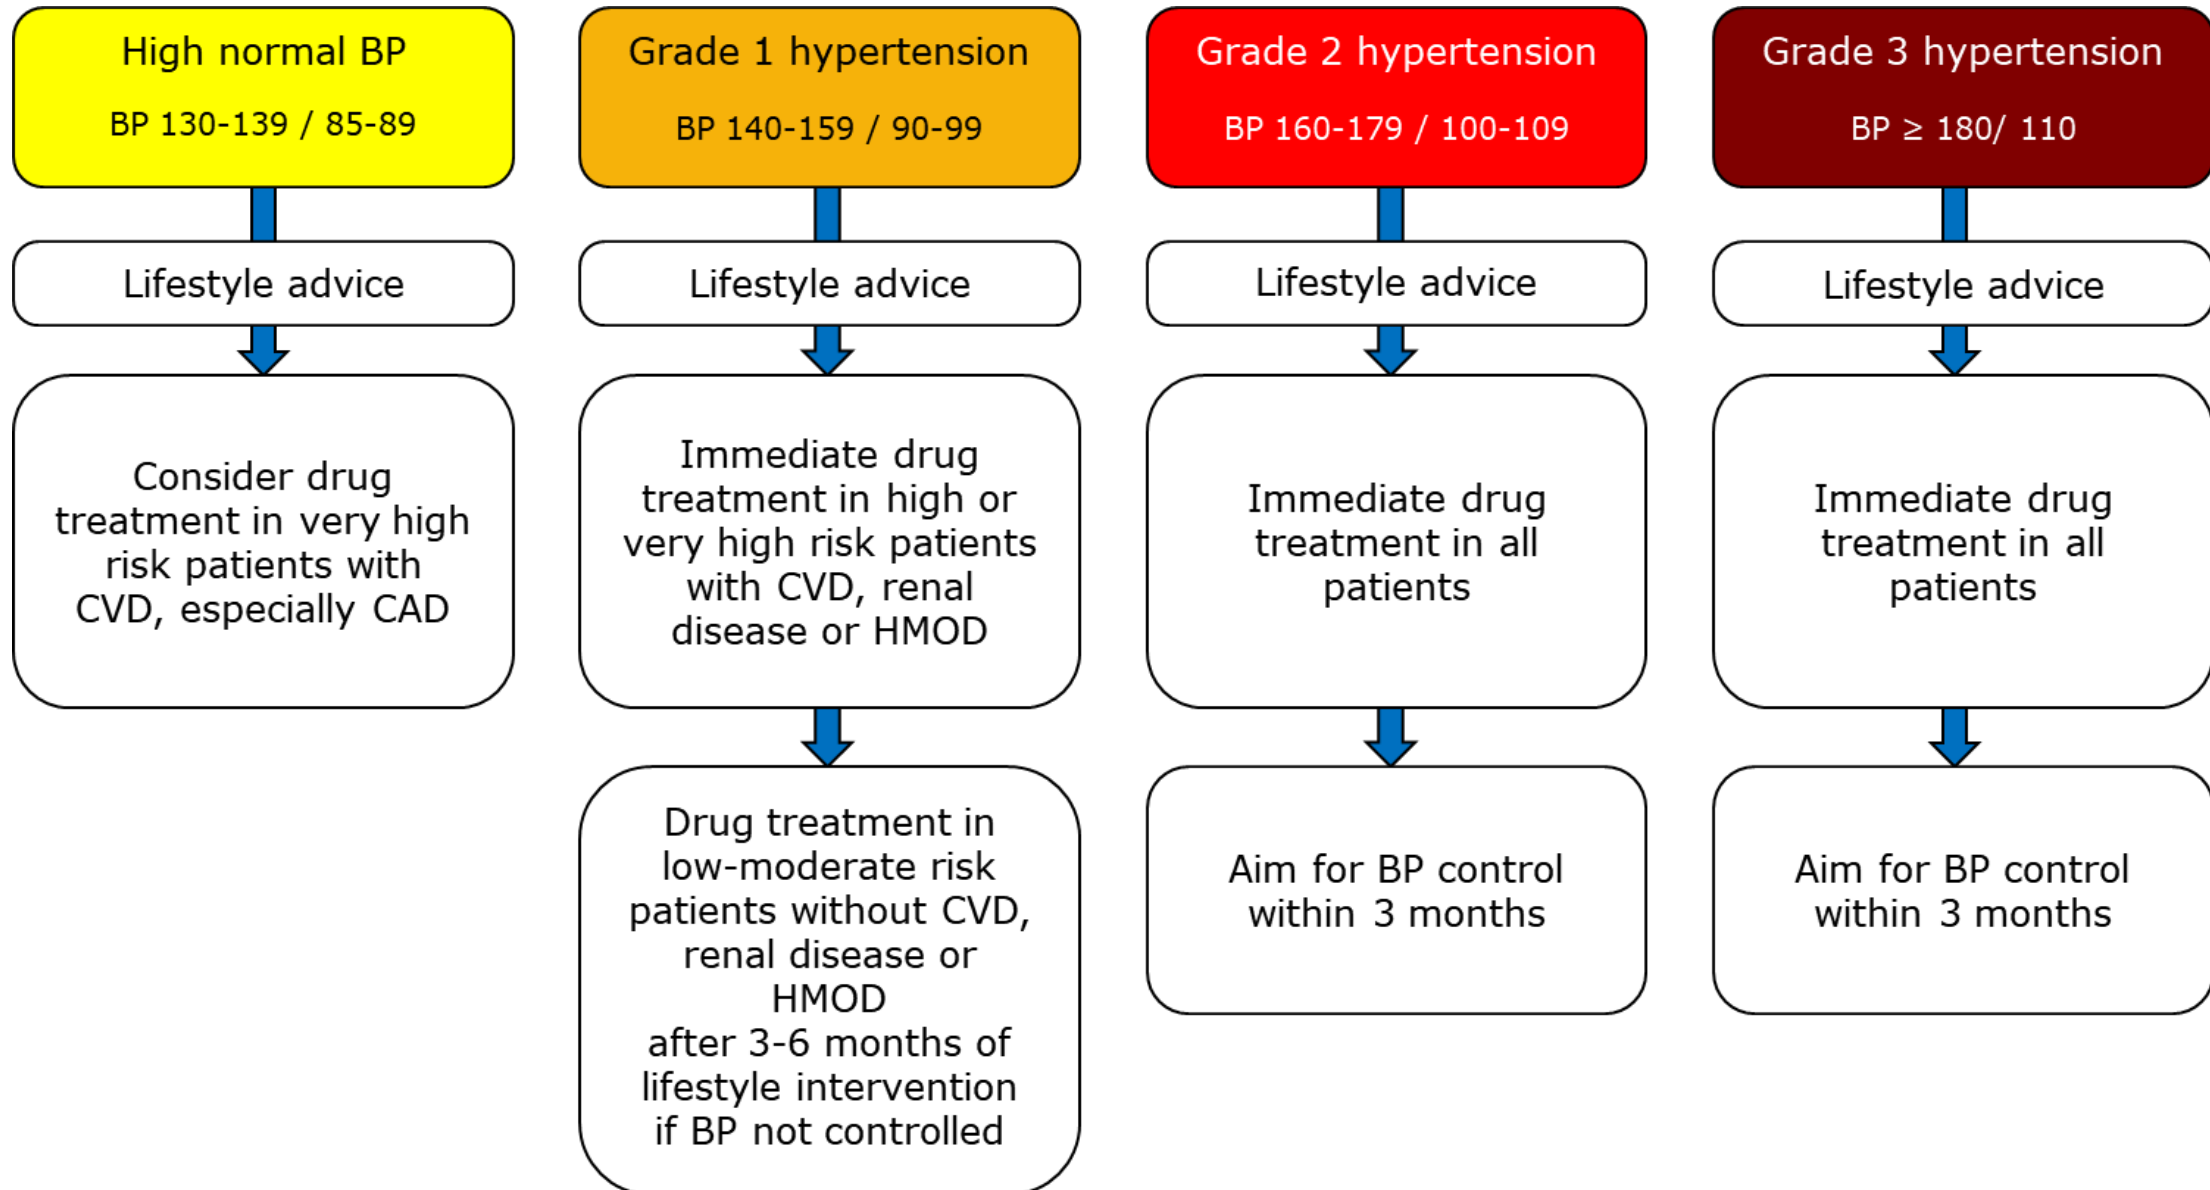 High normal BP
BP 130-139 / 85-89
Lifestyle advice
Consider drug
treatment in very high
risk patients with
CVD, especially CAD
Grade 1 hypertension
BP 140-159 / 90-99
Lifestyle advice
Immediate drug
treatment in high or
very high risk patients
with CVD, renal
disease or HMOD
Drug treatment in
low-moderate risk
patients without CVD,
renal disease or
HMOD
after 3-6 months of
lifestyle intervention
if BP not controlled
Grade 2 hypertension
BP 160-179 / 100-109
Lifestyle advice
Immediate drug
treatment in all
patients
Aim for BP control
within 3 months
Grade 3 hypertension
BP ≥ 180/ 110
Lifestyle advice
Immediate drug
treatment in all
patients
Aim for BP control
within 3 months